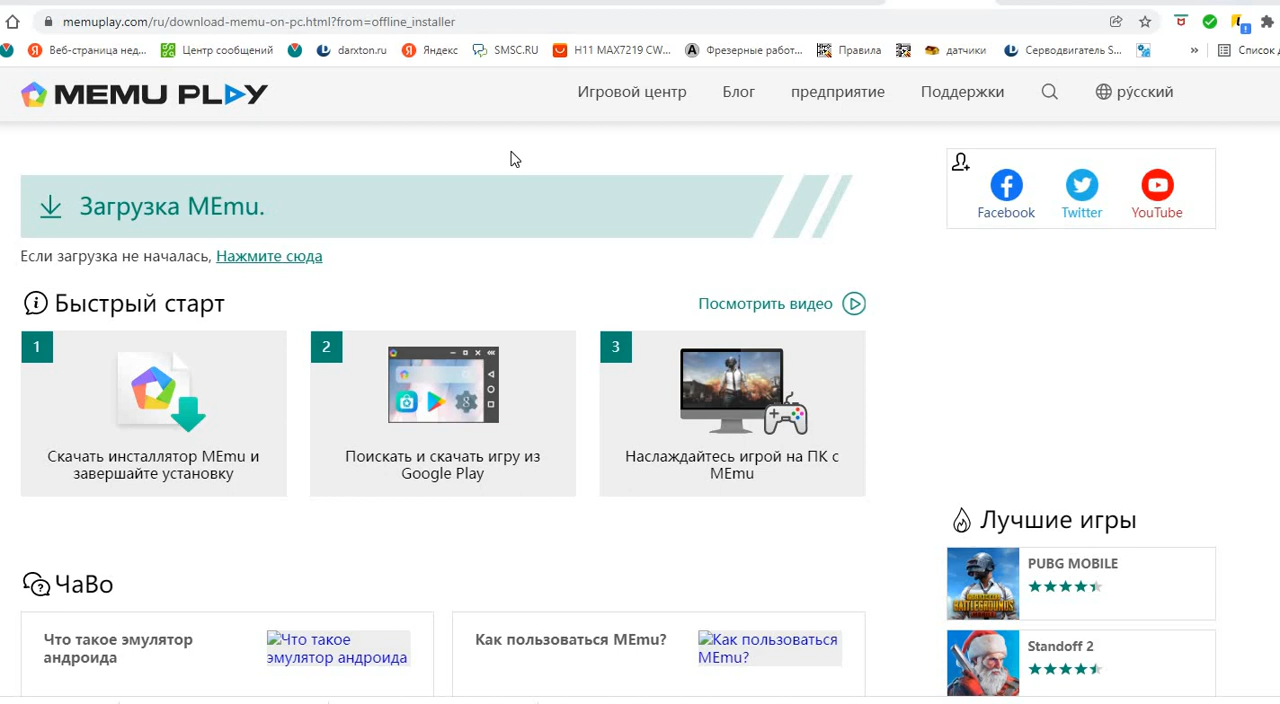 memuplay.com/ru/download-memu-on-pc.html?from=offline_installer
Веб-страница нед...
Центр сообщений
darxton.ru
Яндекс
SMSC.RU
H11 MAX7219 CW...
Фрезерные работ...
Правила
датчики
Серводвигатель S...
»
Список д
MEMU PLAY
Игровой центр
Блог
предприятие
Поддержки
ру́сский
Загрузка MEmu.
Если загрузка не началась, Нажмите сюда
Facebook
Twitter
YouTube
Быстрый старт
Посмотрить видео
1
Скачать инсталлятор MEmu и
завершайте установку
2
Поискать и скачать игру из
Google Play
3
Наслаждайтесь игрой на ПК с
MEmu
Лучшие игры
PUBG MOBILE
Standoff 2
ЧаВо
Что такое эмулятор
андроида
Что такое
эмулятор андроида
Как пользоваться MEmu?
Как пользоваться
MEmu?